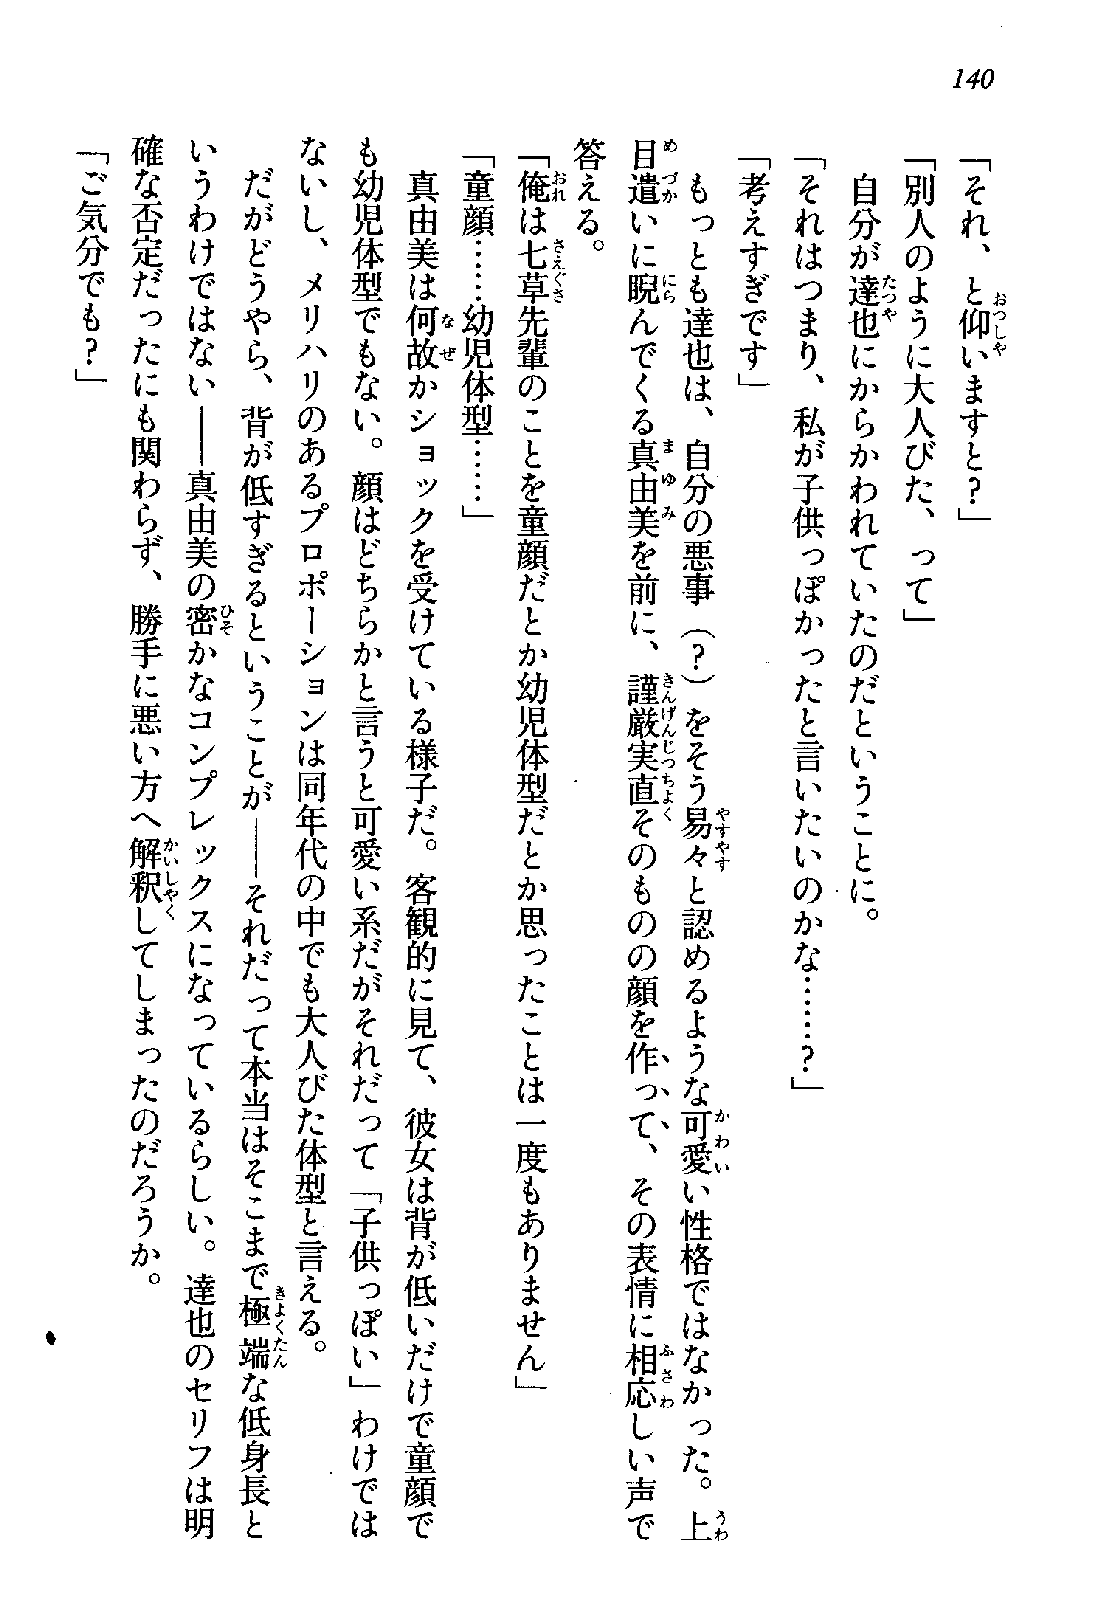 140
「それ、と仰いますと？」
「別人のように大人びた、って」
自分が達也にからかわれていたのだということに。
「それはつまり、私が子供っぽかったと言いたいのかな……？」
「考えすぎです」
もっとも達也は、自分の悪事（？）をそう易々と認めるような可愛い性格ではなかった。上
目遣いに睨んでくる真由美を前に、謹厳実直そのものの顔を作って、その表情に相応しい声で
答える。
「俺は七草先輩のことを童顔だとか幼児体型だとか思ったことは一度もありません」
「童顔……幼児体型……」
真由美は何故かショックを受けている様子だ。客観的に見て、彼女は背が低いだけで童顔で
も幼児体型でもない。顔はどちらかと言うと可愛い系だがそれだって「子供っぽい」わけでは
ないし、メリハリのあるプロポーションは同年代の中でも大人びた体型と言える。
だがどうやら、背が低すぎるということが――それだって本当はそこまで極端な低身長と
いうわけではない――真由美の密かなコンプレックスになっているらしい。達也のセリフは明
確な否定だったにも関わらず、勝手に悪い方へ解釈してしまったのだろうか。
「ご気分でも？」